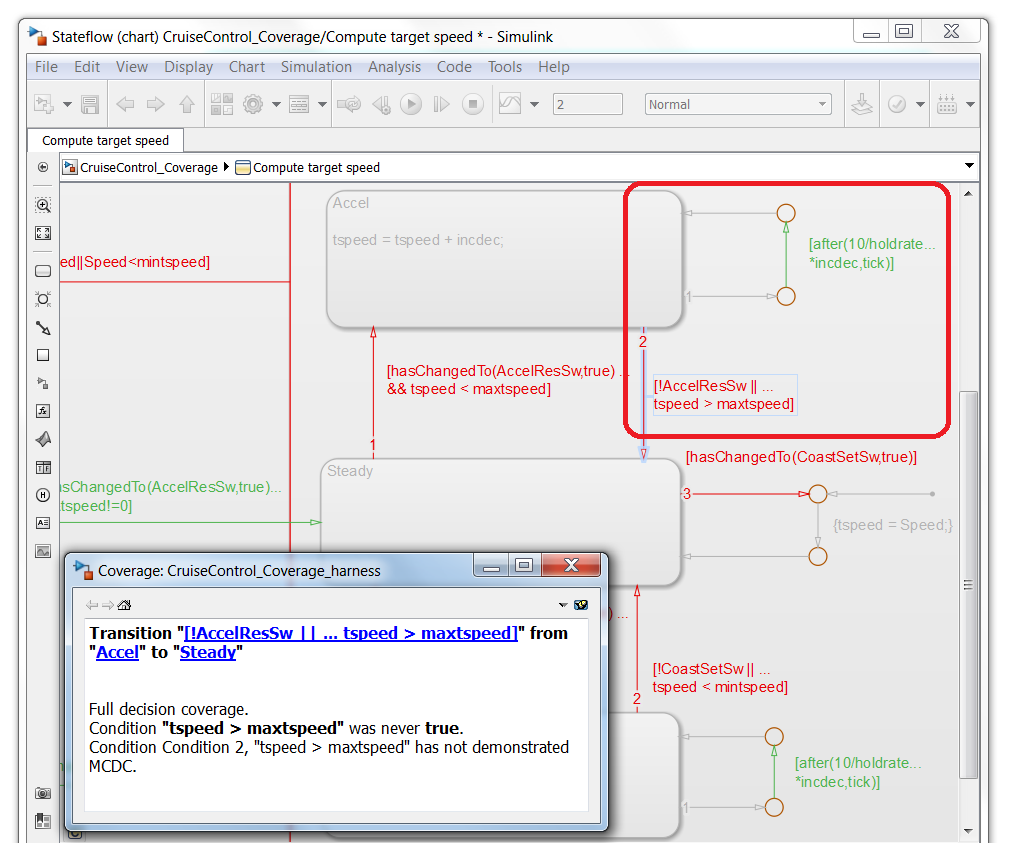 Stateflow (chart) CruiseControl_Coverage/Compute target speed * - Simulink
File Edit View Display Chart Simulation Analysis Code Tools Help
2 Normal
Compute target speed
CruiseControl_Coverage Compute target speed
Accel
tspeed = tspeed + incdec;
[after(10/holdrate...
*incdec,tick)]
ed||Speed<mintspeed]
1
2
[hasChangedTo(AccelResSw,true) ...
&& tspeed < maxtspeed]
[!AccelResSw || ...
tspeed > maxtspeed]
1
Steady
[hasChangedTo(CoastSetSw,true)]
asChangedTo(AccelResSw,true)...
tspeed!=0]
3
{tspeed = Speed;}
) ...
[!CoastSetSw || ...
tspeed < mintspeed]
2
[after(10/holdrate...
*incdec,tick)]
1
Coverage: CruiseControl_Coverage_harness
Transition "[!AccelResSw || ... tspeed > maxtspeed]" from
"Accel" to "Steady"
Full decision coverage.
Condition "tspeed > maxtspeed" was never true.
Condition Condition 2, "tspeed > maxtspeed" has not demonstrated
MCDC.